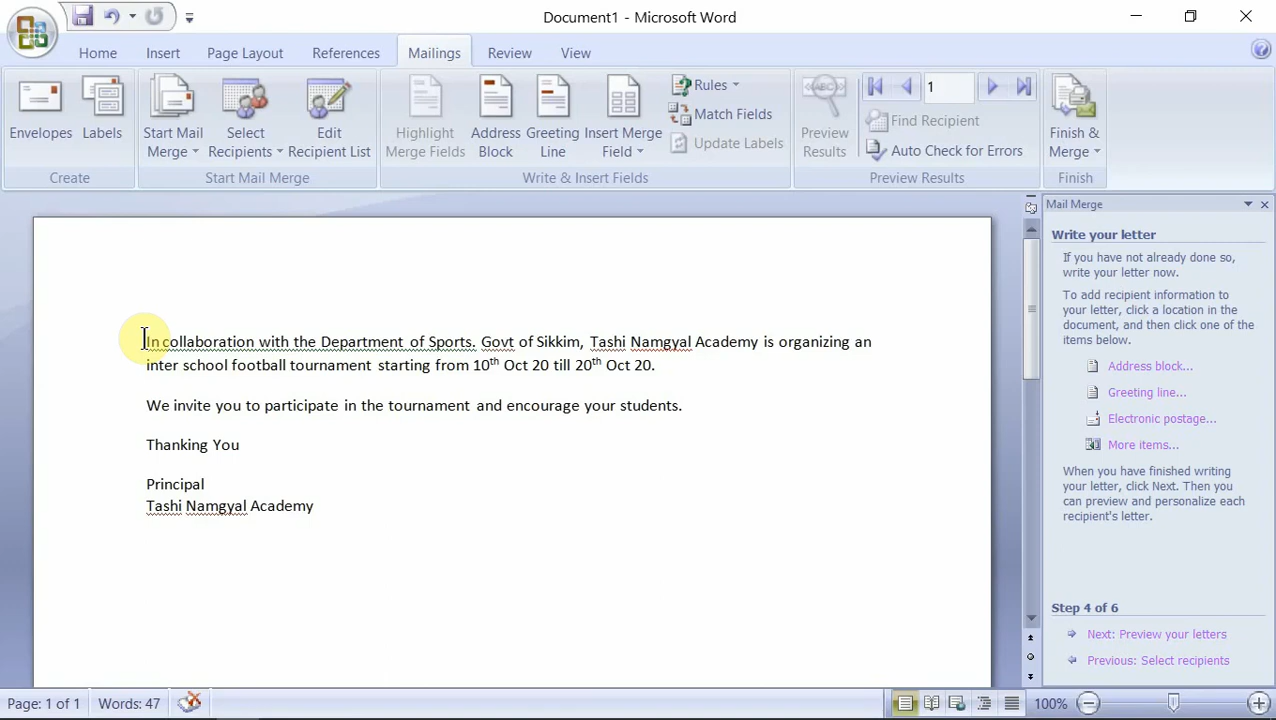 Document1 - Microsoft Word
Home Insert Page Layout References Mailings Review View
Envelopes
Labels
Start Mail
Merge
Select
Recipients
Edit
Recipient List
Highlight
Merge Fields
Address
Block
Greeting
Line
Insert Merge
Field
Rules
Match Fields
Update Labels
ABC
Preview
Results
1
Find Recipient
Auto Check for Errors
Finish &
Merge
Create
Start Mail Merge
Write & Insert Fields
Preview Results
Finish
In collaboration with the Department of Sports. Govt of Sikkim, Tashi Namgyal Academy is organizing an
inter school football tournament starting from 10th Oct 20 till 20th Oct 20.
We invite you to participate in the tournament and encourage your students.
Thanking You
Principal
Tashi Namgyal Academy
Mail Merge
Write your letter
If you have not already done so,
write your letter now.
To add recipient information to
your letter, click a location in the
document, and then click one of the
items below.
Address block...
Greeting line...
Electronic postage...
More items...
When you have finished writing
your letter, click Next. Then you
can preview and personalize each
recipient's letter.
Step 4 of 6
Next: Preview your letters
Previous: Select recipients
Page: 1 of 1
Words: 47
100%